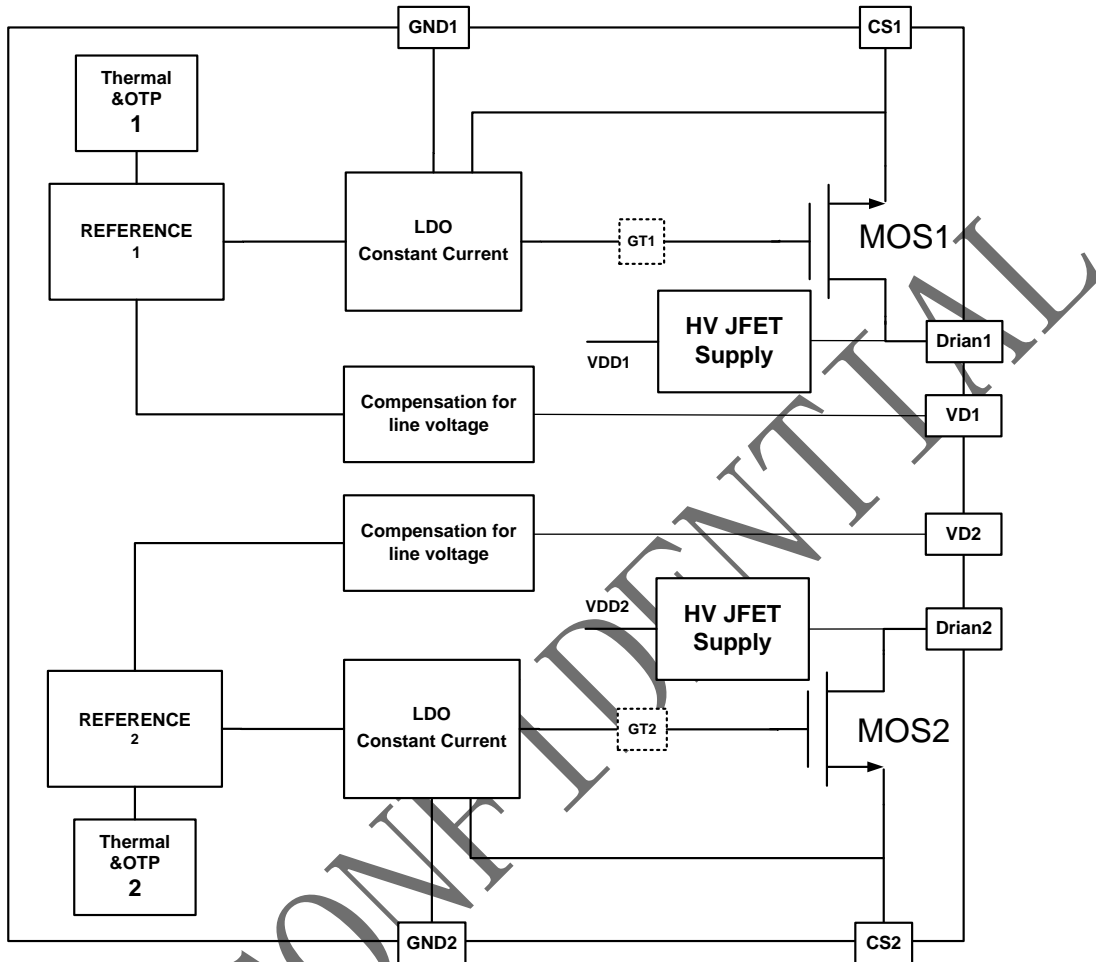 GND1
CS1
Thermal
&OTP
1
REFERENCE
1
LDO
Constant Current
GT1
MOS1
HV JFET
Supply
VDD1
Drian1
Compensation for
line voltage
VD1
Compensation for
line voltage
VD2
VDD2
HV JFET
Supply
Drian2
REFERENCE
2
LDO
Constant Current
GT2
MOS2
Thermal
&OTP
2
GND2
CS2
ONFIDENTIAL